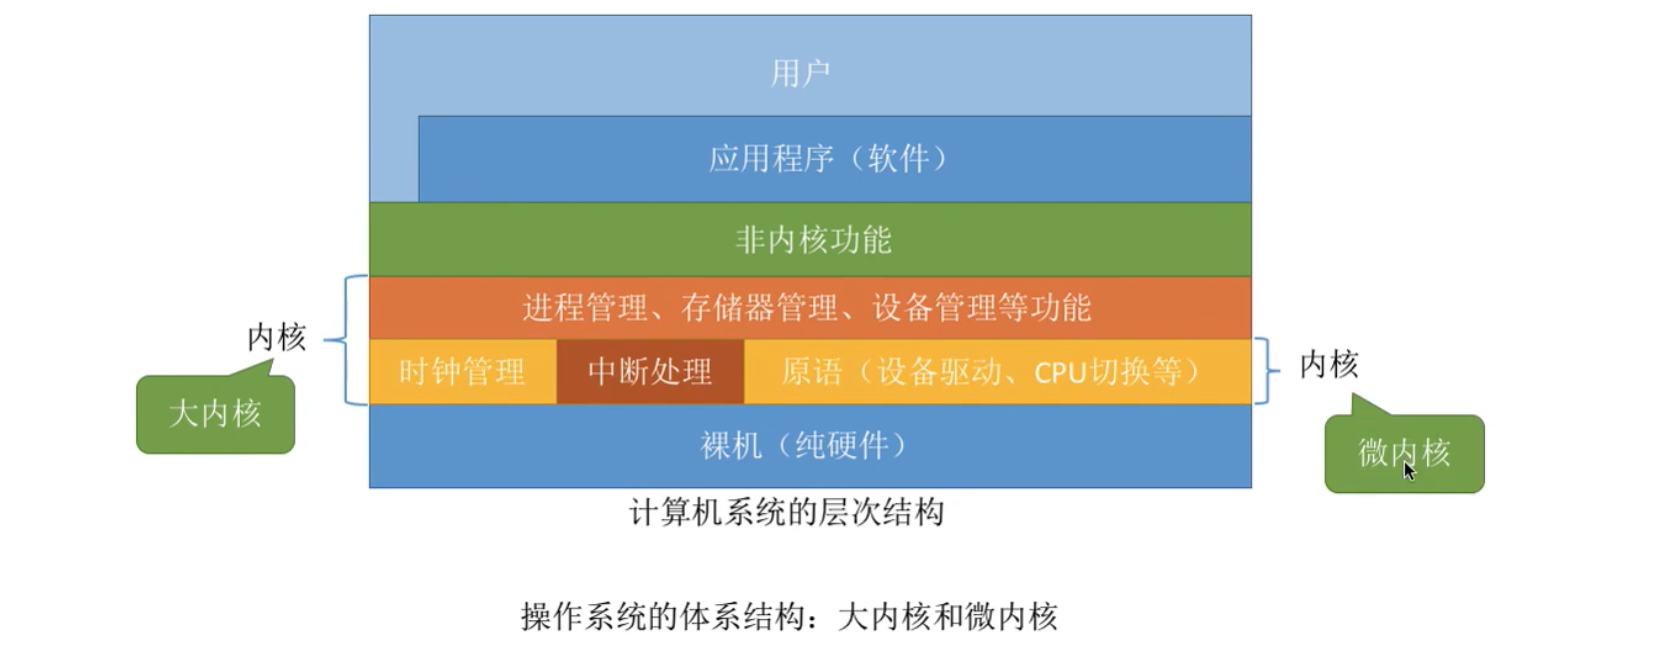 用户
应用程序（软件）
非内核功能
进程管理、存储器管理、设备管理等功能
内核
时钟管理
中断处理
原语（设备驱动、CPU切换等）
内核
大内核
裸机（纯硬件）
微内核
计算机系统的层次结构
操作系统的体系结构：大内核和微内核